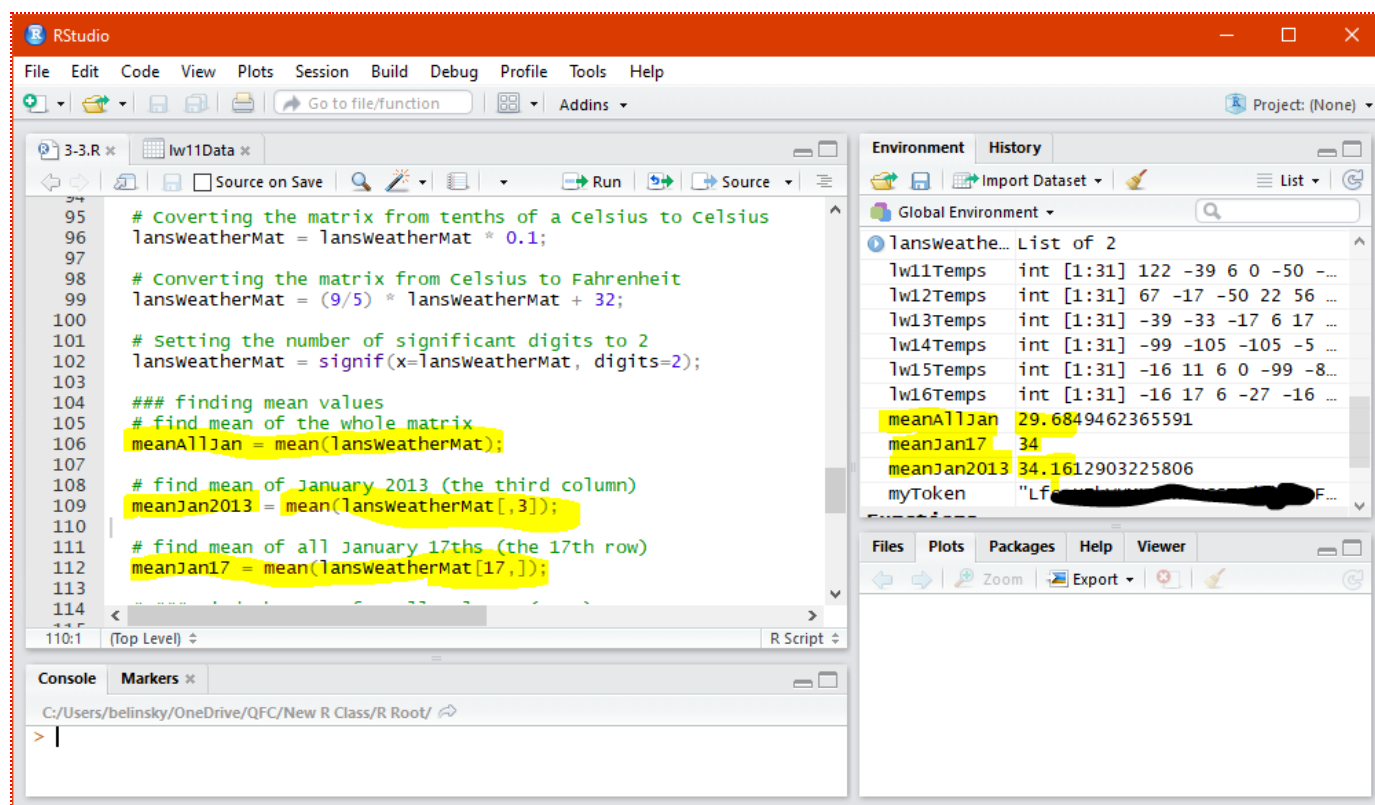 RStudio
File Edit Code View Plots Session Build Debug Profile Tools Help
Go to file/function Addins Project: (None)
3-3.R lw11Data
Source on Save Run Source
94
95 # Coverting the matrix from tenths of a Celsius to Celsius
96 lansWeatherMat = lansWeatherMat * 0.1;
97
98 # Converting the matrix from Celsius to Fahrenheit
99 lansWeatherMat = (9/5) * lansWeatherMat + 32;
100
101 # Setting the number of significant digits to 2
102 lansWeatherMat = signif(x=lansWeatherMat, digits=2);
103
104 ### finding mean values
105 # find mean of the whole matrix
106 meanAllJan = mean(lansWeatherMat);
107
108 # find mean of January 2013 (the third column)
109 meanJan2013 = mean(lansWeatherMat[,3]);
110
111 # find mean of all January 17ths (the 17th row)
112 meanJan17 = mean(lansWeatherMat[17,]);
113
114
110:1 (Top Level) R Script
Console Markers
C:/Users/belinsky/OneDrive/QFC/New R Class/R Root/
>
Environment History
Import Dataset List
Global Environment
lansWeathe… List of 2
lw11Temps int [1:31] 122 -39 6 0 -50 -…
lw12Temps int [1:31] 67 -17 -50 22 56 …
lw13Temps int [1:31] -39 -33 -17 6 17 …
lw14Temps int [1:31] -99 -105 -105 -5 …
lw15Temps int [1:31] -16 11 6 0 -99 -8…
lw16Temps int [1:31] -16 17 6 -27 -16 …
meanAllJan 29.6849462365591
meanJan17 34
meanJan2013 34.1612903225806
myToken "Lf
Files Plots Packages Help Viewer
Zoom Export